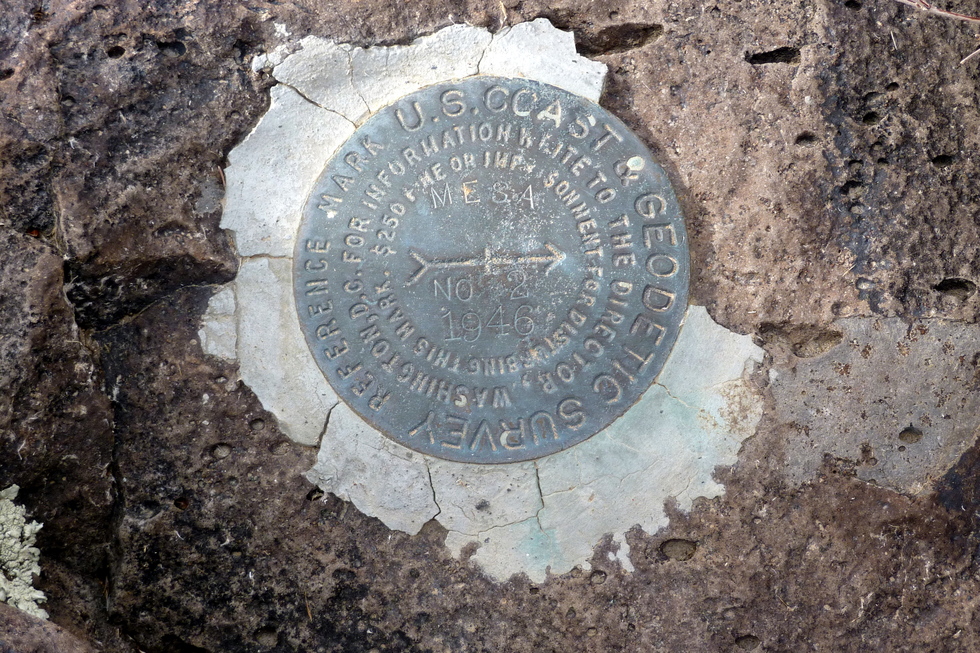 U.S. COAST & GEODETIC SURVEY
REFERENCE MARK
FOR INFORMATION WRITE TO THE DIRECTOR, WASHINGTON, D.C.
$250 FINE OR IMPRISONMENT FOR DISTURBING THIS MARK.
MESA
NO. 2
1946